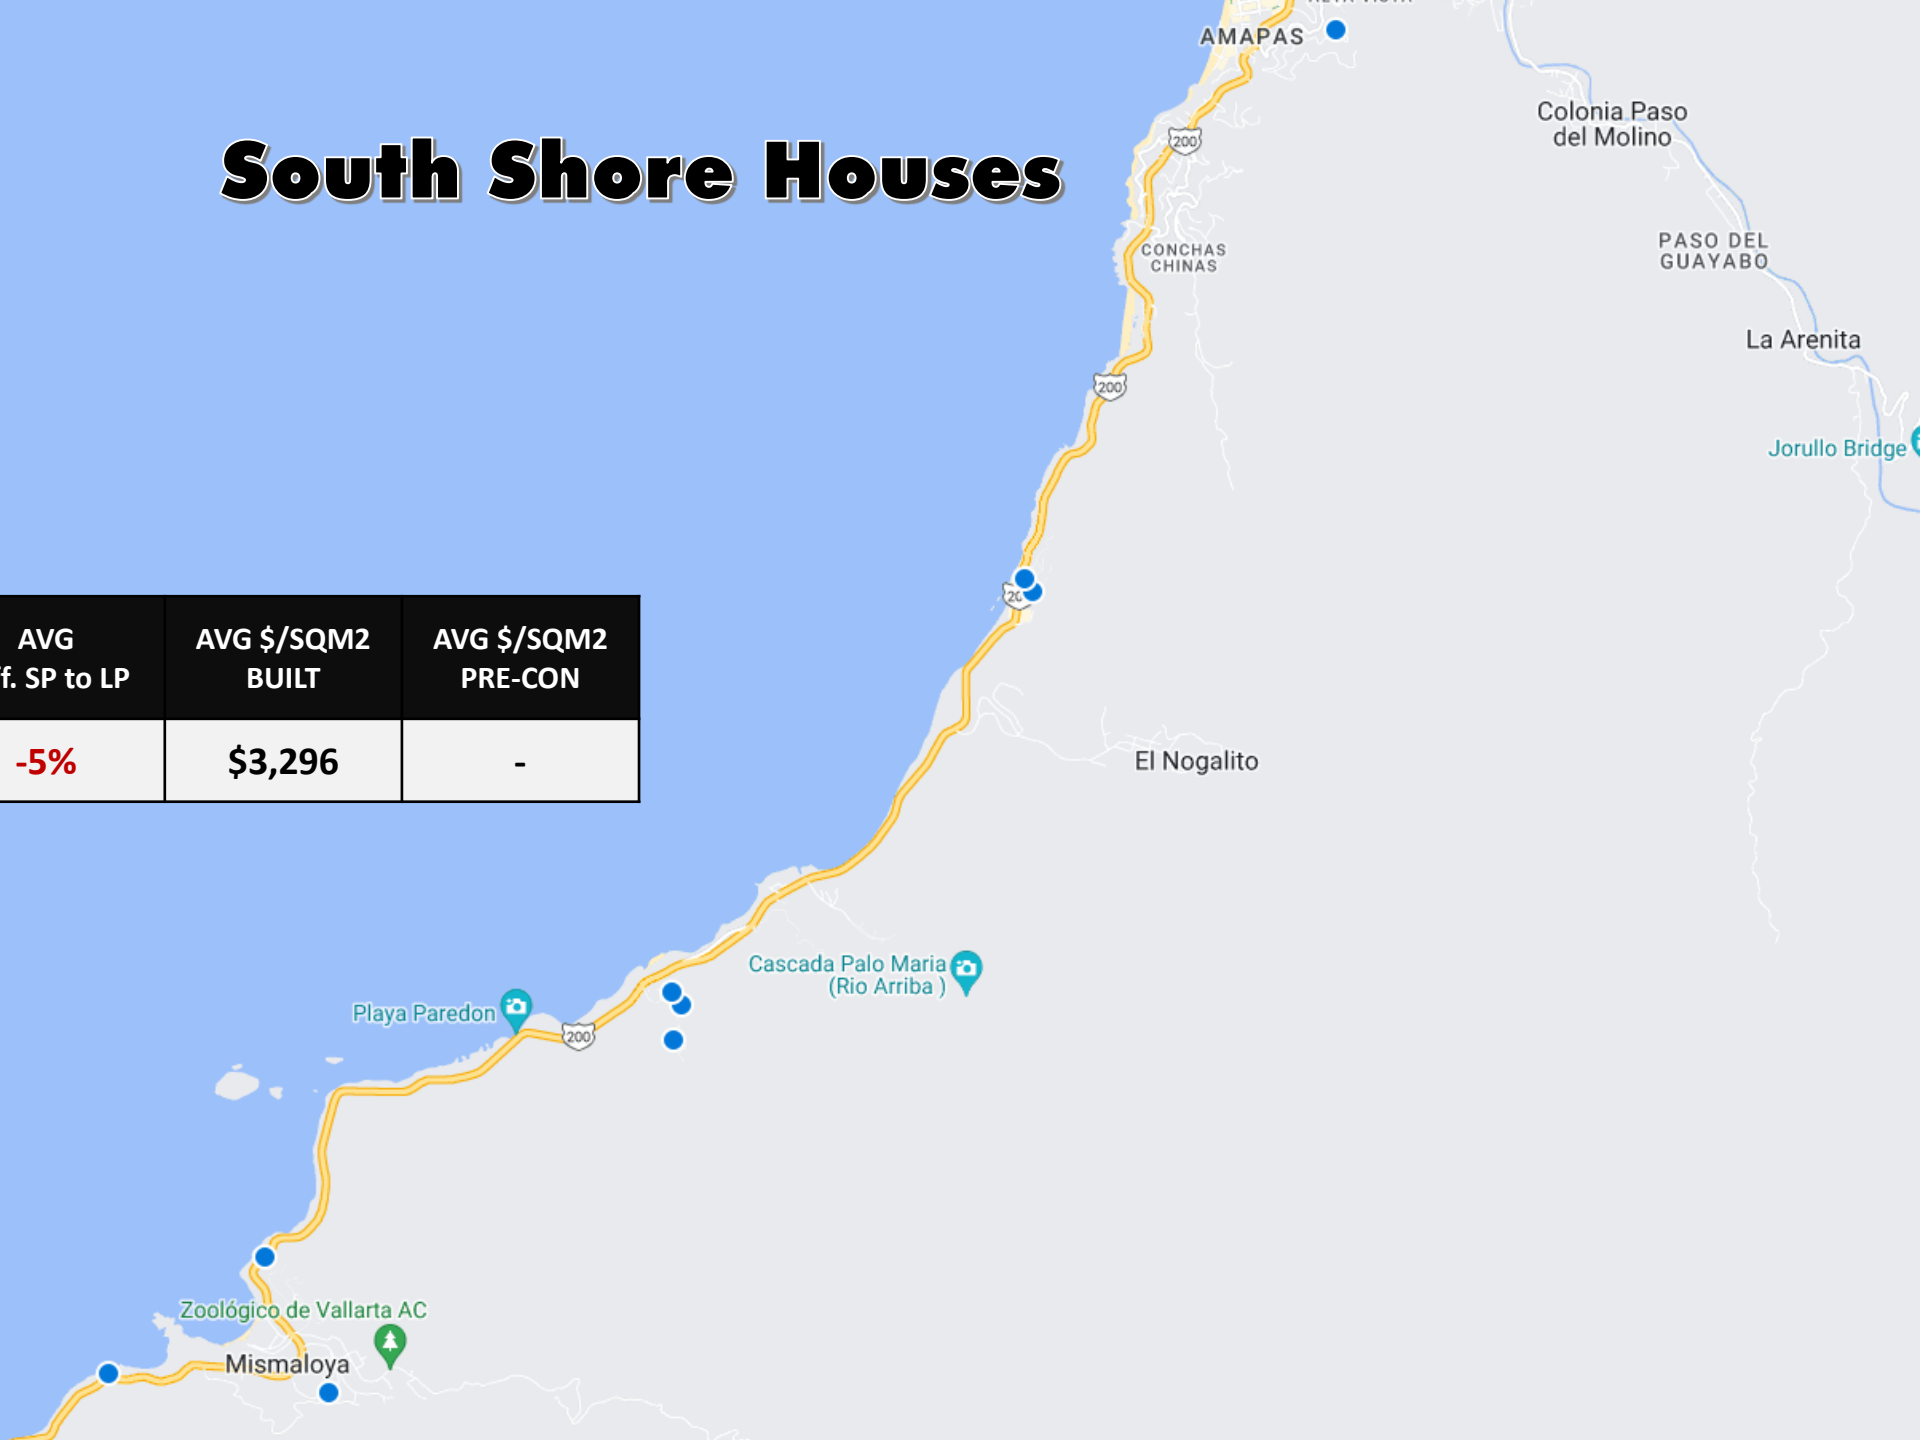 AMAPAS
Colonia Paso
del Molino
200
South Shore Houses
PASO DEL
GUAYABO
CONCHAS
CHINAS
La Arenita
200
Jorullo Bridge
AVG
f. SP to LP
AVG $/SQM2
BUILT
AVG $/SQM2
PRE-CON
-5%
$3,296
-
El Nogalito
Cascada Palo Maria
(Rio Arriba )
Playa Paredon
200
Zoológico de Vallarta AC
Mismaloya